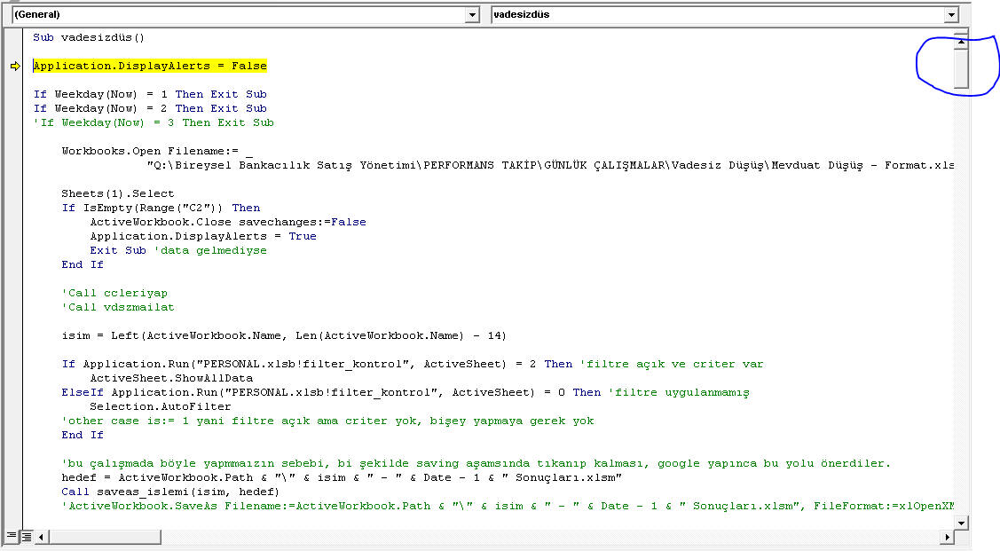 (General) vadesizdüs
Sub vadesizdüs()
Application.DisplayAlerts = False
If Weekday(Now) = 1 Then Exit Sub
If Weekday(Now) = 2 Then Exit Sub
'If Weekday(Now) = 3 Then Exit Sub
Workbooks.Open Filename:= _
"Q:\Bireysel Bankacılık Satış Yönetimi\PERFORMANS TAKİP\GÜNLÜK ÇALIŞMALAR\Vadesiz Düşüş\Mevduat Düşüş - Format.xls
Sheets(1).Select
If IsEmpty(Range("C2")) Then
ActiveWorkbook.Close savechanges:=False
Application.DisplayAlerts = True
Exit Sub 'data gelmediyse
End If
'Call ccleriyap
'Call vdszmailat
isim = Left(ActiveWorkbook.Name, Len(ActiveWorkbook.Name) - 14)
If Application.Run("PERSONAL.xlsb!filter_kontrol", ActiveSheet) = 2 Then 'filtre açık ve criter var
ActiveSheet.ShowAllData
ElseIf Application.Run("PERSONAL.xlsb!filter_kontrol", ActiveSheet) = 0 Then 'filtre uygulanmamış
Selection.AutoFilter
'other case is:= 1 yani filtre açık ama criter yok, bişey yapmaya gerek yok
End If
'bu çalışmada böyle yapmmaızın sebebi, bi şekilde saving aşamsında tıkanıp kalması, google yapınca bu yolu önerdiler.
hedef = ActiveWorkbook.Path & "\" & isim & " - " & Date - 1 & " Sonuçları.xlsm"
Call saveas_islemi(isim, hedef)
'ActiveWorkbook.SaveAs Filename:=ActiveWorkbook.Path & "\" & isim & " - " & Date - 1 & " Sonuçları.xlsm", FileFormat:=xlOpenXM